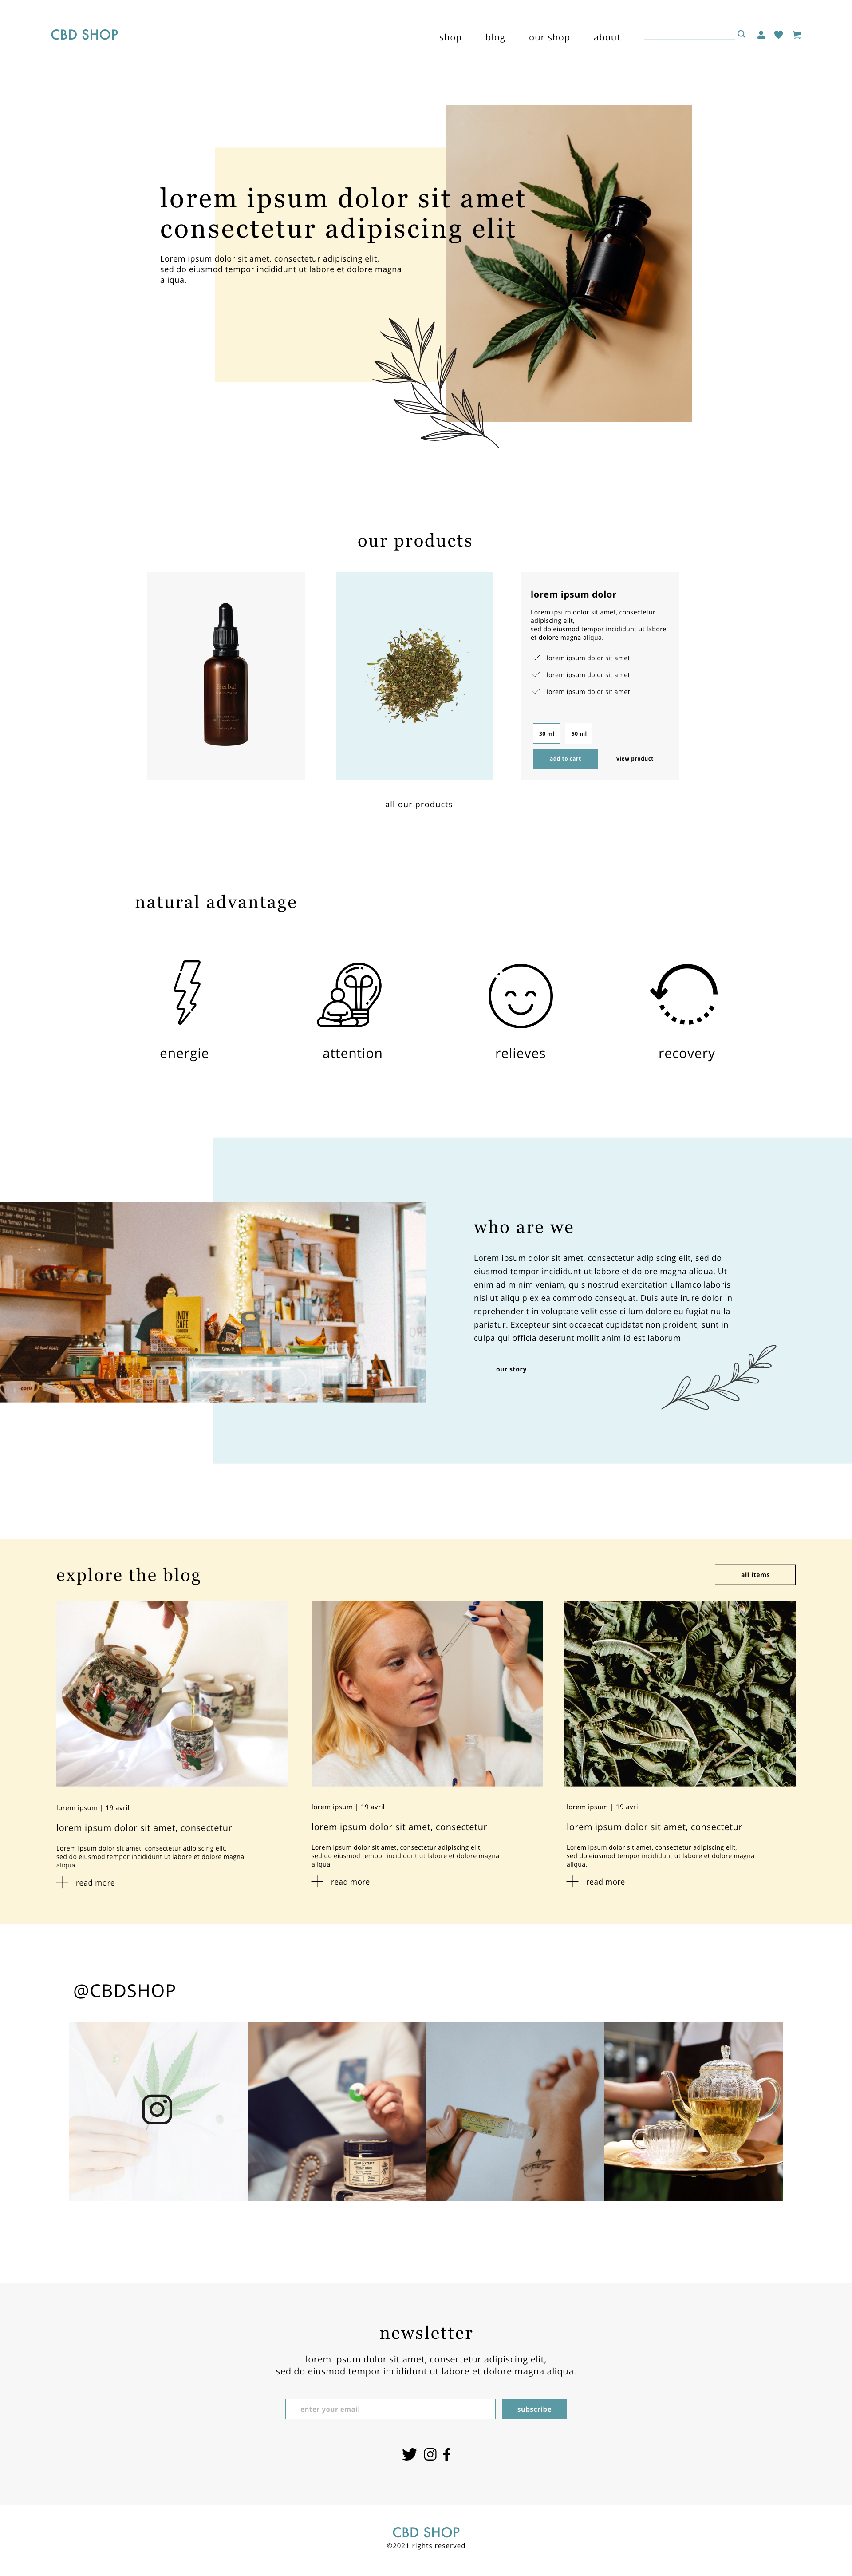 CBD SHOP
shop
blog
our shop
about
lorem ipsum dolor sit amet
consectetur adipiscing elit
Lorem ipsum dolor sit amet, consectetur adipiscing elit,
sed do eiusmod tempor incididunt ut labore et dolore magna
aliqua.
our products
herbal
lorem ipsum dolor
Lorem ipsum dolor sit amet, consectetur
adipiscing elit,
sed do eiusmod tempor incididunt ut labore
et dolore magna aliqua.
lorem ipsum dolor sit amet
lorem ipsum dolor sit amet
lorem ipsum dolor sit amet
30 ml
50 ml
add to cart
view product
all our products
natural advantage
energie
attention
relieves
recovery
INDY
CAFE
who are we
Lorem ipsum dolor sit amet, consectetur adipiscing elit, sed do
eiusmod tempor incididunt ut labore et dolore magna aliqua. Ut
enim ad minim veniam, quis nostrud exercitation ullamco laboris
nisi ut aliquip ex ea commodo consequat. Duis aute irure dolor in
reprehenderit in voluptate velit esse cillum dolore eu fugiat nulla
pariatur. Excepteur sint occaecat cupidatat non proident, sunt in
culpa qui officia deserunt mollit anim id est laborum.
our story
explore the blog
all items
lorem ipsum | 19 avril
lorem ipsum dolor sit amet, consectetur
Lorem ipsum dolor sit amet, consectetur adipiscing elit,
sed do eiusmod tempor incididunt ut labore et dolore magna
aliqua.
read more
lorem ipsum | 19 avril
lorem ipsum dolor sit amet, consectetur
Lorem ipsum dolor sit amet, consectetur adipiscing elit,
sed do eiusmod tempor incididunt ut labore et dolore magna
aliqua.
read more
lorem ipsum | 19 avril
lorem ipsum dolor sit amet, consectetur
Lorem ipsum dolor sit amet, consectetur adipiscing elit,
sed do eiusmod tempor incididunt ut labore et dolore magna
aliqua.
read more
@CBDSHOP
newsletter
lorem ipsum dolor sit amet, consectetur adipiscing elit,
sed do eiusmod tempor incididunt ut labore et dolore magna aliqua.
enter your email
subscribe
CBD SHOP
©2021 rights reserved